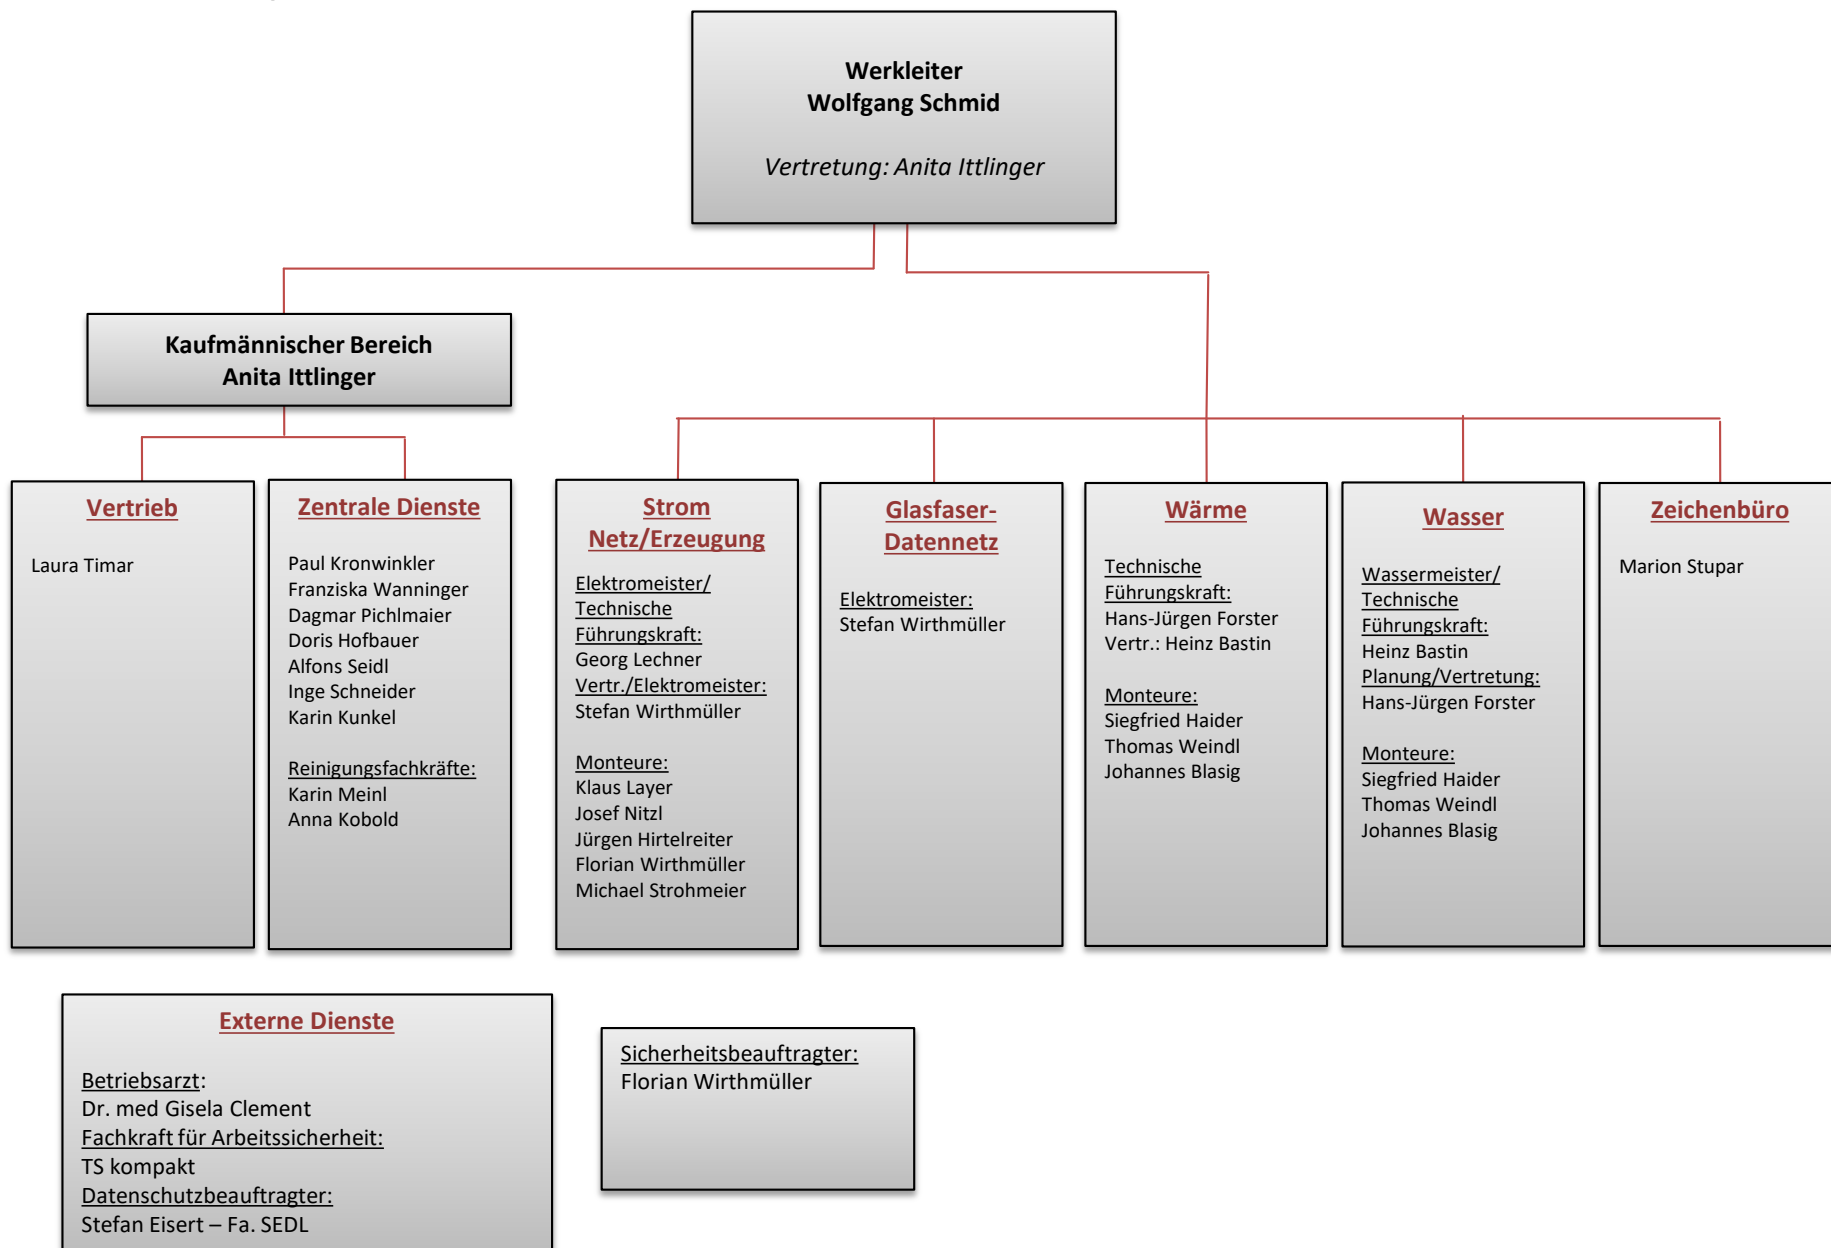 Werkleiter
Wolfgang Schmid
Vertretung: Anita Ittlinger
Kaufmännischer Bereich
Anita Ittlinger
Vertrieb
Laura Timar
Zentrale Dienste
Paul Kronwinkler
Franziska Wanninger
Dagmar Pichlmaier
Doris Hofbauer
Alfons Seidl
Inge Schneider
Karin Kunkel
Reinigungsfachkräfte:
Karin Meinl
Anna Kobold
Strom
Netz/Erzeugung
Elektromeister/
Technische
Führungskraft:
Georg Lechner
Vertr./Elektromeister:
Stefan Wirthmüller
Monteure:
Klaus Layer
Josef Nitzl
Jürgen Hirtelreiter
Florian Wirthmüller
Michael Strohmeier
Glasfaser-
Datennetz
Elektromeister:
Stefan Wirthmüller
Wärme
Technische
Führungskraft:
Hans-Jürgen Forster
Vertr.: Heinz Bastin
Monteure:
Siegfried Haider
Thomas Weindl
Johannes Blasig
Wasser
Wassermeister/
Technische
Führungskraft:
Heinz Bastin
Planung/Vertretung:
Hans-Jürgen Forster
Monteure:
Siegfried Haider
Thomas Weindl
Johannes Blasig
Zeichenbüro
Marion Stupar
Externe Dienste
Betriebsarzt:
Dr. med Gisela Clement
Fachkraft für Arbeitssicherheit:
TS kompakt
Datenschutzbeauftragter:
Stefan Eisert – Fa. SEDL
Sicherheitsbeauftragter:
Florian Wirthmüller